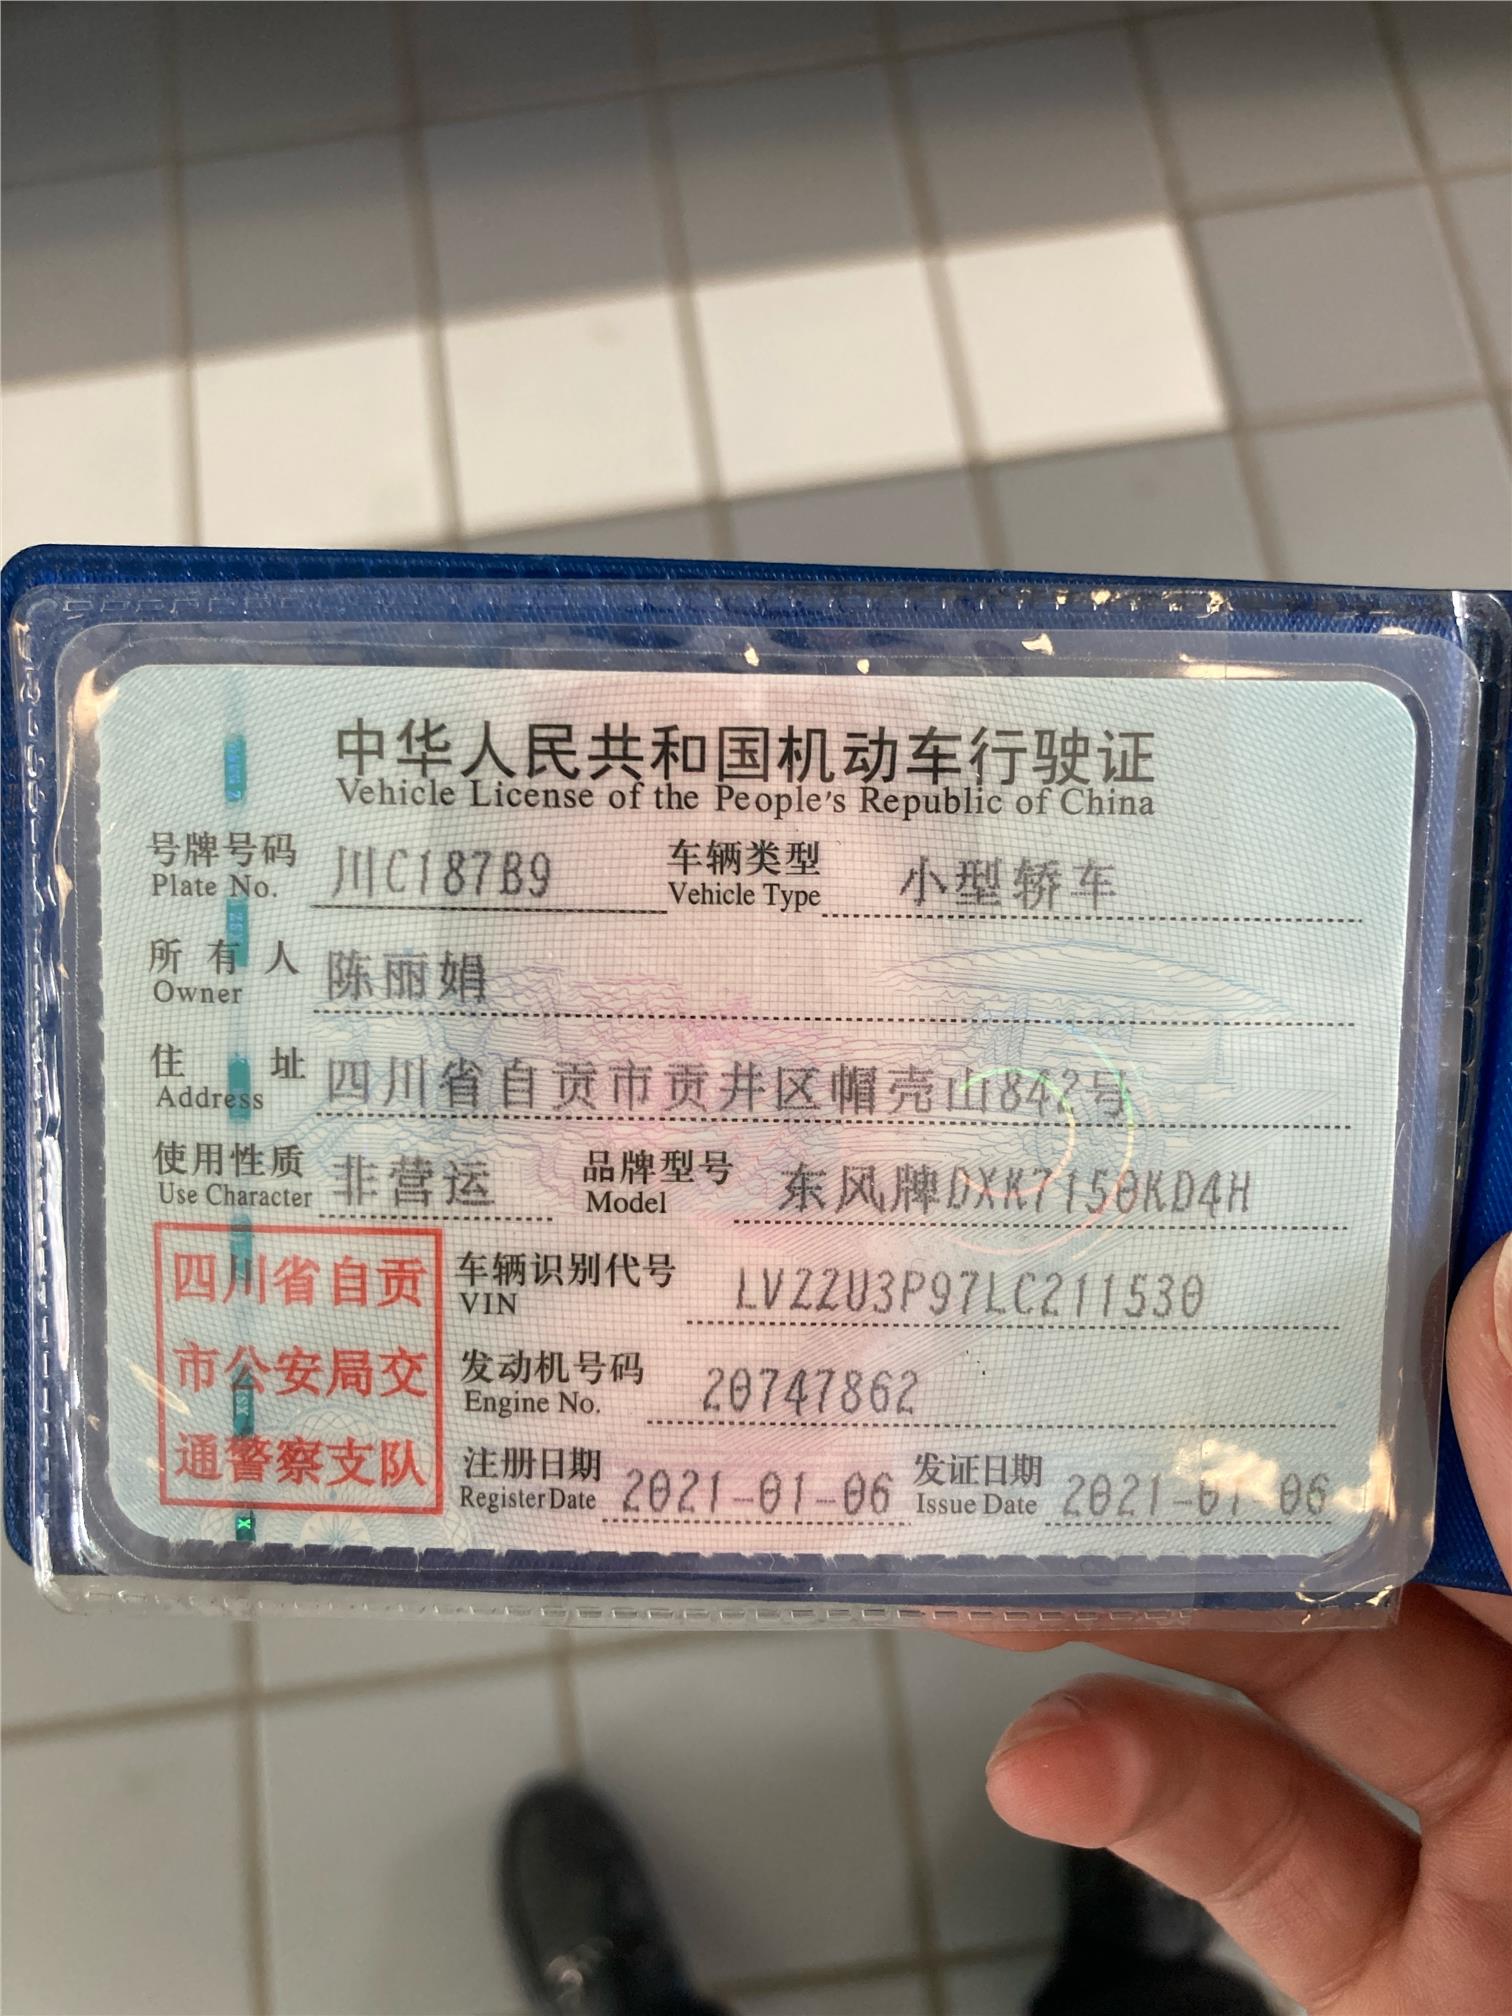 中华人民共和国机动车行驶证
Vehicle License of the People's Republic of China
号牌号码 川C187B9 车辆类型 小型轿车
Plate No. Vehicle Type
所有人 陈丽娟
Owner
住址 四川省自贡市贡井区帽壳山842号
Address
使用性质 非营运 品牌型号 东风牌DXK7150KD4H
Use Character Model
四川省自贡
市公安局交
通警察支队
车辆识别代号 LVZZU3P97LC211530
VIN
发动机号码 20747862
Engine No.
注册日期 2021-01-06 发证日期 2021-01-06
Register Date Issue Date